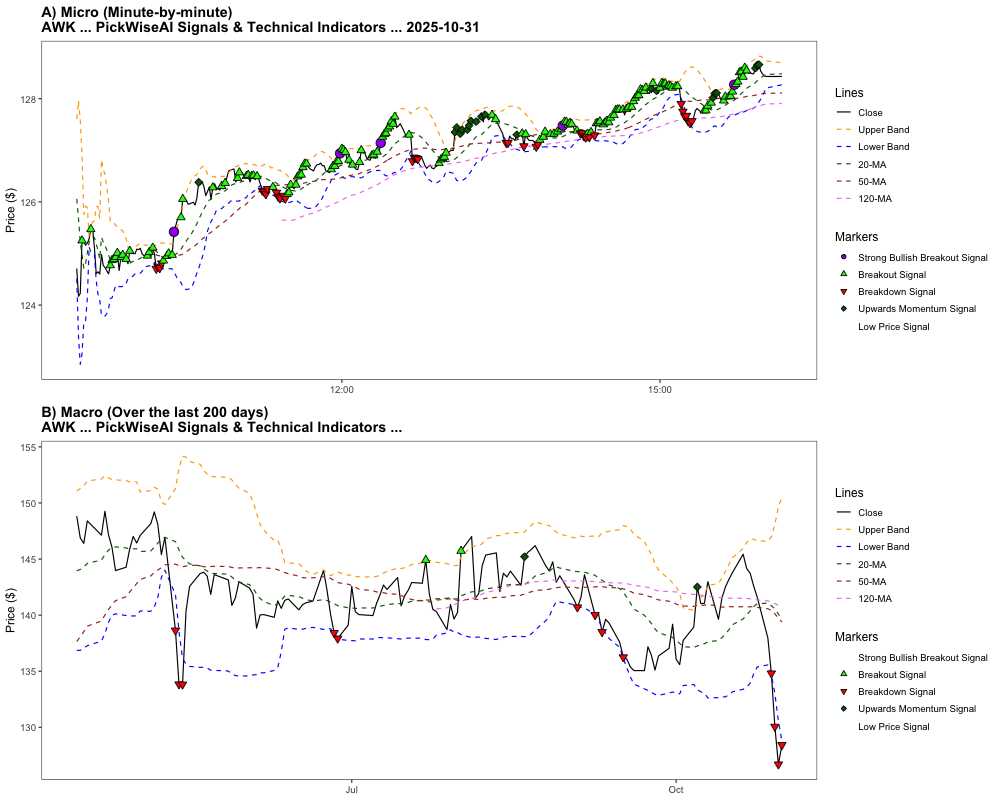 A) Micro (Minute-by-minute)
AWK ... PickWiseAI Signals & Technical Indicators ... 2025-10-31
Price ($)
128
126
124
12:00
15:00
Lines
Close
Upper Band
Lower Band
20-MA
50-MA
120-MA
Markers
Strong Bullish Breakout Signal
Breakout Signal
Breakdown Signal
Upwards Momentum Signal
Low Price Signal
B) Macro (Over the last 200 days)
AWK ... PickWiseAI Signals & Technical Indicators ...
Price ($)
155
150
145
140
135
130
Jul
Oct
Lines
Close
Upper Band
Lower Band
20-MA
50-MA
120-MA
Markers
Strong Bullish Breakout Signal
Breakout Signal
Breakdown Signal
Upwards Momentum Signal
Low Price Signal